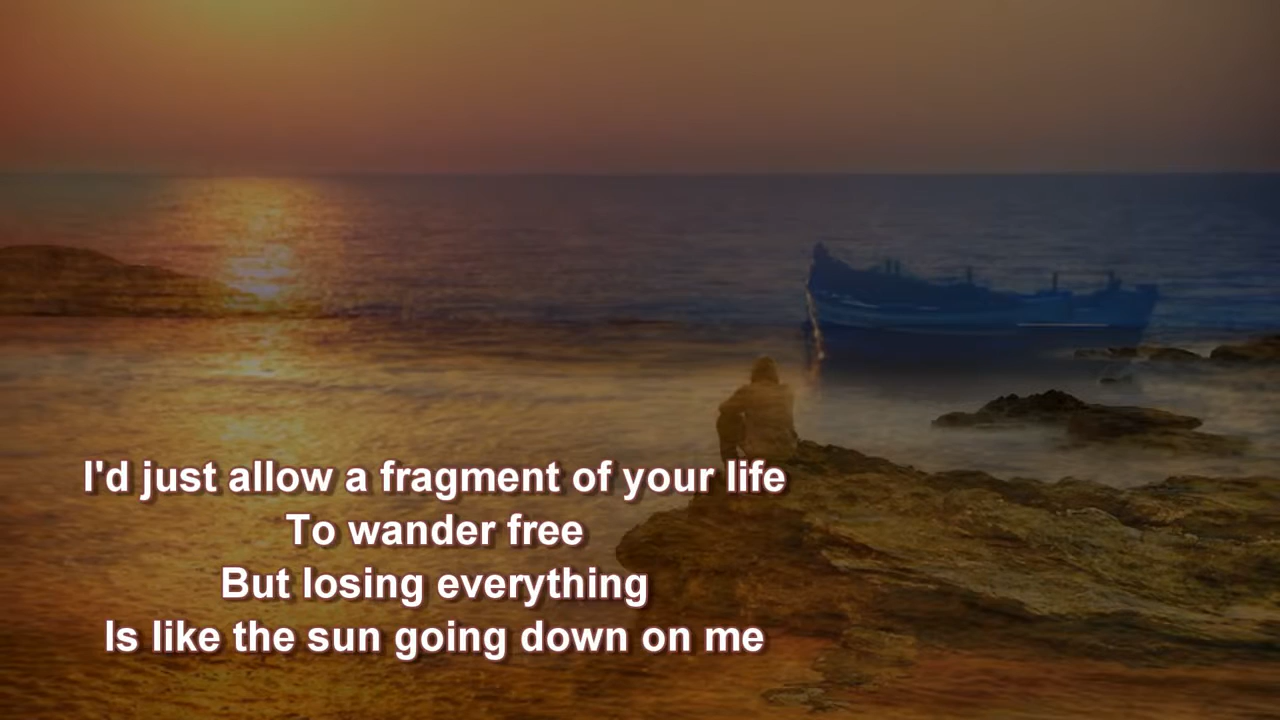 I'd just allow a fragment of your life
To wander free
But losing everything
Is like the sun going down on me